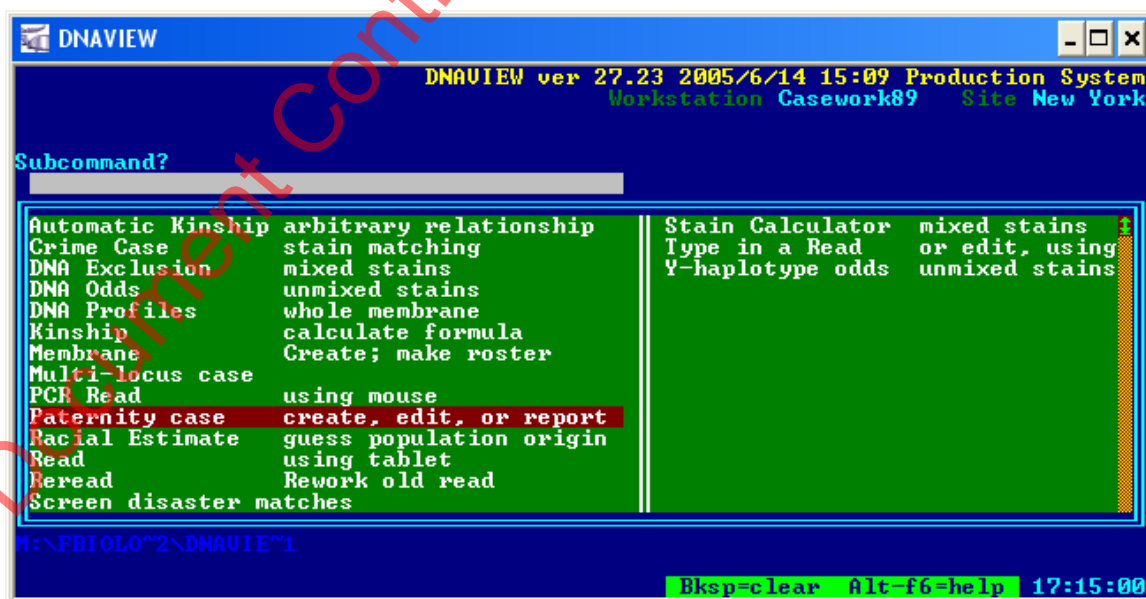 DNAVIEW
DNAVIEW ver 27.23 2005/6/14 15:09 Production System
Workstation Casework89 Site New York
Subcommand?
Automatic Kinship arbitrary relationship
Crime Case stain matching
DNA Exclusion mixed stains
DNA Odds unmixed stains
DNA Profiles whole membrane
Kinship calculate formula
Membrane Create; make roster
Multi-locus case
PCR Read using mouse
Paternity case create, edit, or report
Racial Estimate guess population origin
Read using tablet
Reread Rework old read
Screen disaster matches
Stain Calculator mixed stains
Type in a Read or edit, using
Y-haplotype odds unmixed stains
M:\FBIOLO~2\DNAVIE~1
Bksp=clear Alt-f6=help 17:15:00
Document Cont